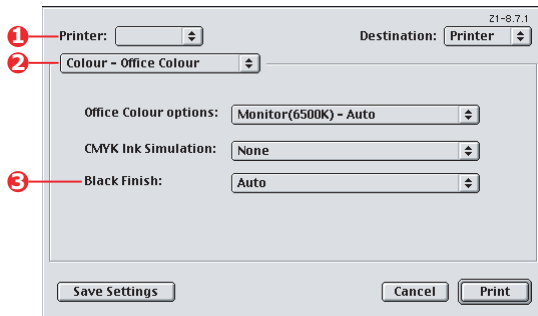 Z1-8.7.1
1 Printer: Destination: Printer
2 Colour - Office Colour
Office Colour options: Monitor(6500K) - Auto
CMYK Ink Simulation: None
3 Black Finish: Auto
Save Settings Cancel Print